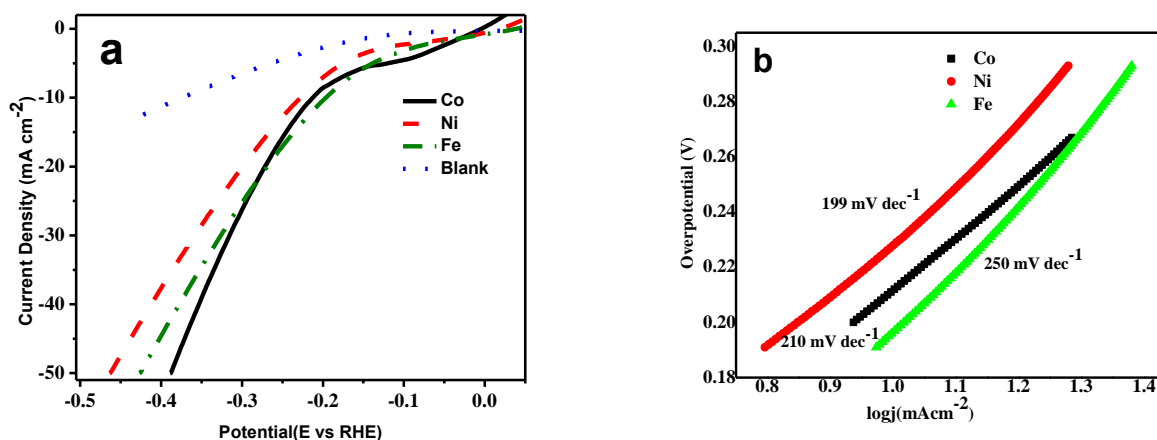 a
0
-10
-20
-30
-40
-50
Current Density (mA cm-2)
Co
Ni
Fe
Blank
-0.5 -0.4 -0.3 -0.2 -0.1 0.0
Potential(E vs RHE)
b
0.30
0.28
0.26
0.24
0.22
0.20
0.18
Overpotential (V)
Co
Ni
Fe
199 mV dec-1
250 mV dec-1
210 mV dec-1
0.8 0.9 1.0 1.1 1.2 1.3 1.4
logj(mAcm-2)